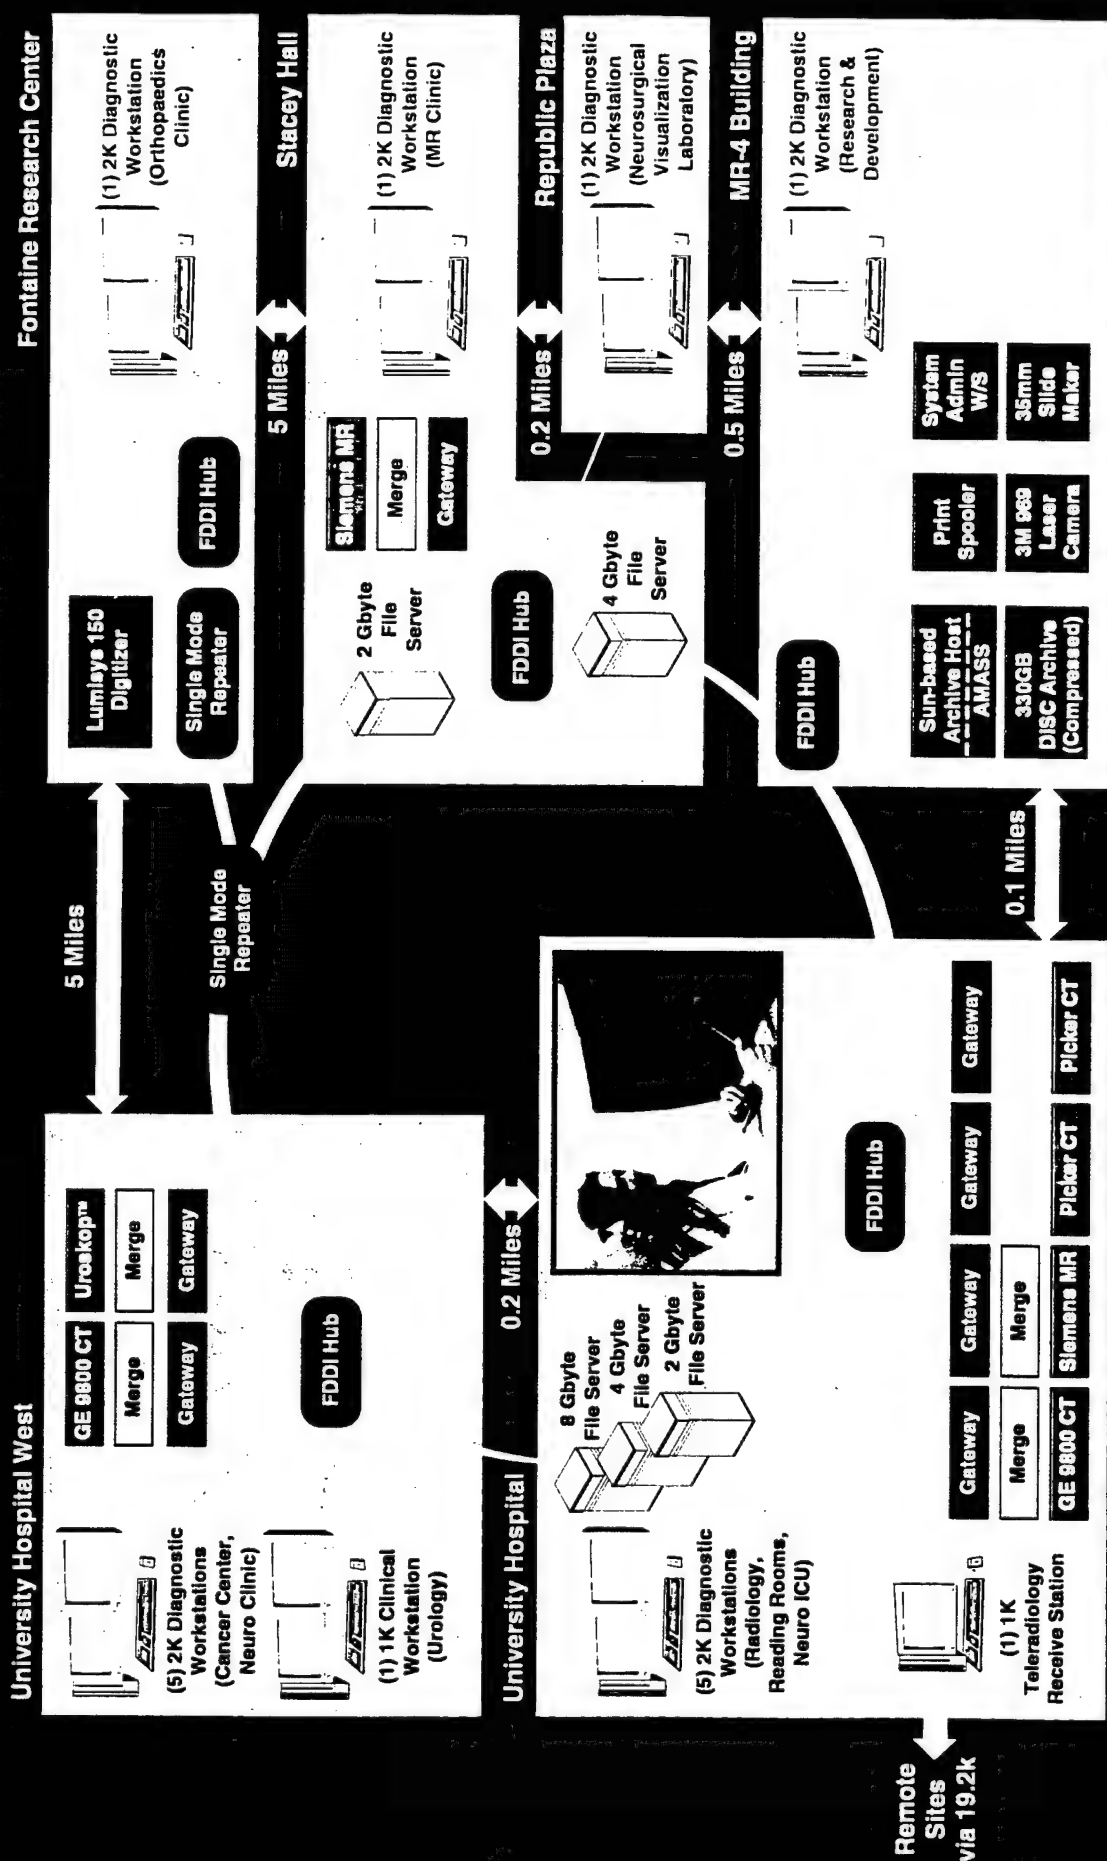 University Hospital West
(5) 2K Diagnostic
Workstations
(Cancer Center,
Neuro Clinic)
(1) 1K Clinical
Workstation
(Urology)
GE 9800 CT
Merge
Gateway
Uroskop™
Merge
Gateway
FDDI Hub
5 Miles
Single Mode
Repeater
Fontaine Research Center
Lumisys 150
Digitizer
Single Mode
Repeater
FDDI Hub
(1) 2K Diagnostic
Workstation
(Orthopaedics
Clinic)
5 Miles
Stacey Hall
2 Gbyte
File
Server
Siemens MR
Merge
Gateway
(1) 2K Diagnostic
Workstation
(MR Clinic)
FDDI Hub
4 Gbyte
File
Server
0.2 Miles
Republic Plaza
(1) 2K Diagnostic
Workstation
(Neurosurgical
Visualization
Laboratory)
0.5 Miles
MR-4 Building
(1) 2K Diagnostic
Workstation
(Research &
Development)
FDDI Hub
Sun-based
Archive Host
AMASS
330GB
DISC Archive
(Compressed)
Print
Spooler
3M 969
Laser
Camera
System
Admin
W/S
35mm
Slide
Maker
0.1 Miles
0.2 Miles
University Hospital
(5) 2K Diagnostic
Workstations
(Radiology,
Reading Rooms,
Neuro ICU)
8 Gbyte
File Server
4 Gbyte
File Server
2 Gbyte
File Server
FDDI Hub
(1) 1K
Teleradiology
Receive Station
Gateway
Merge
GE 9800 CT
Gateway
Merge
Siemens MR
Gateway
Picker CT
Gateway
Picker CT
Remote
Sites
via 19.2k